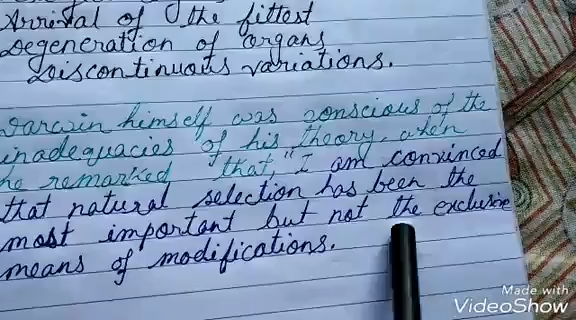 Arrival of the fittest
Degeneration of organs
Discontinuous variations.
Darwin himself was conscious of the
inadequacies of his theory, when
he remarked that, "I am convinced
that natural selection has been the
most important but not the exclusive
means of modifications.
Made with
VideoShow